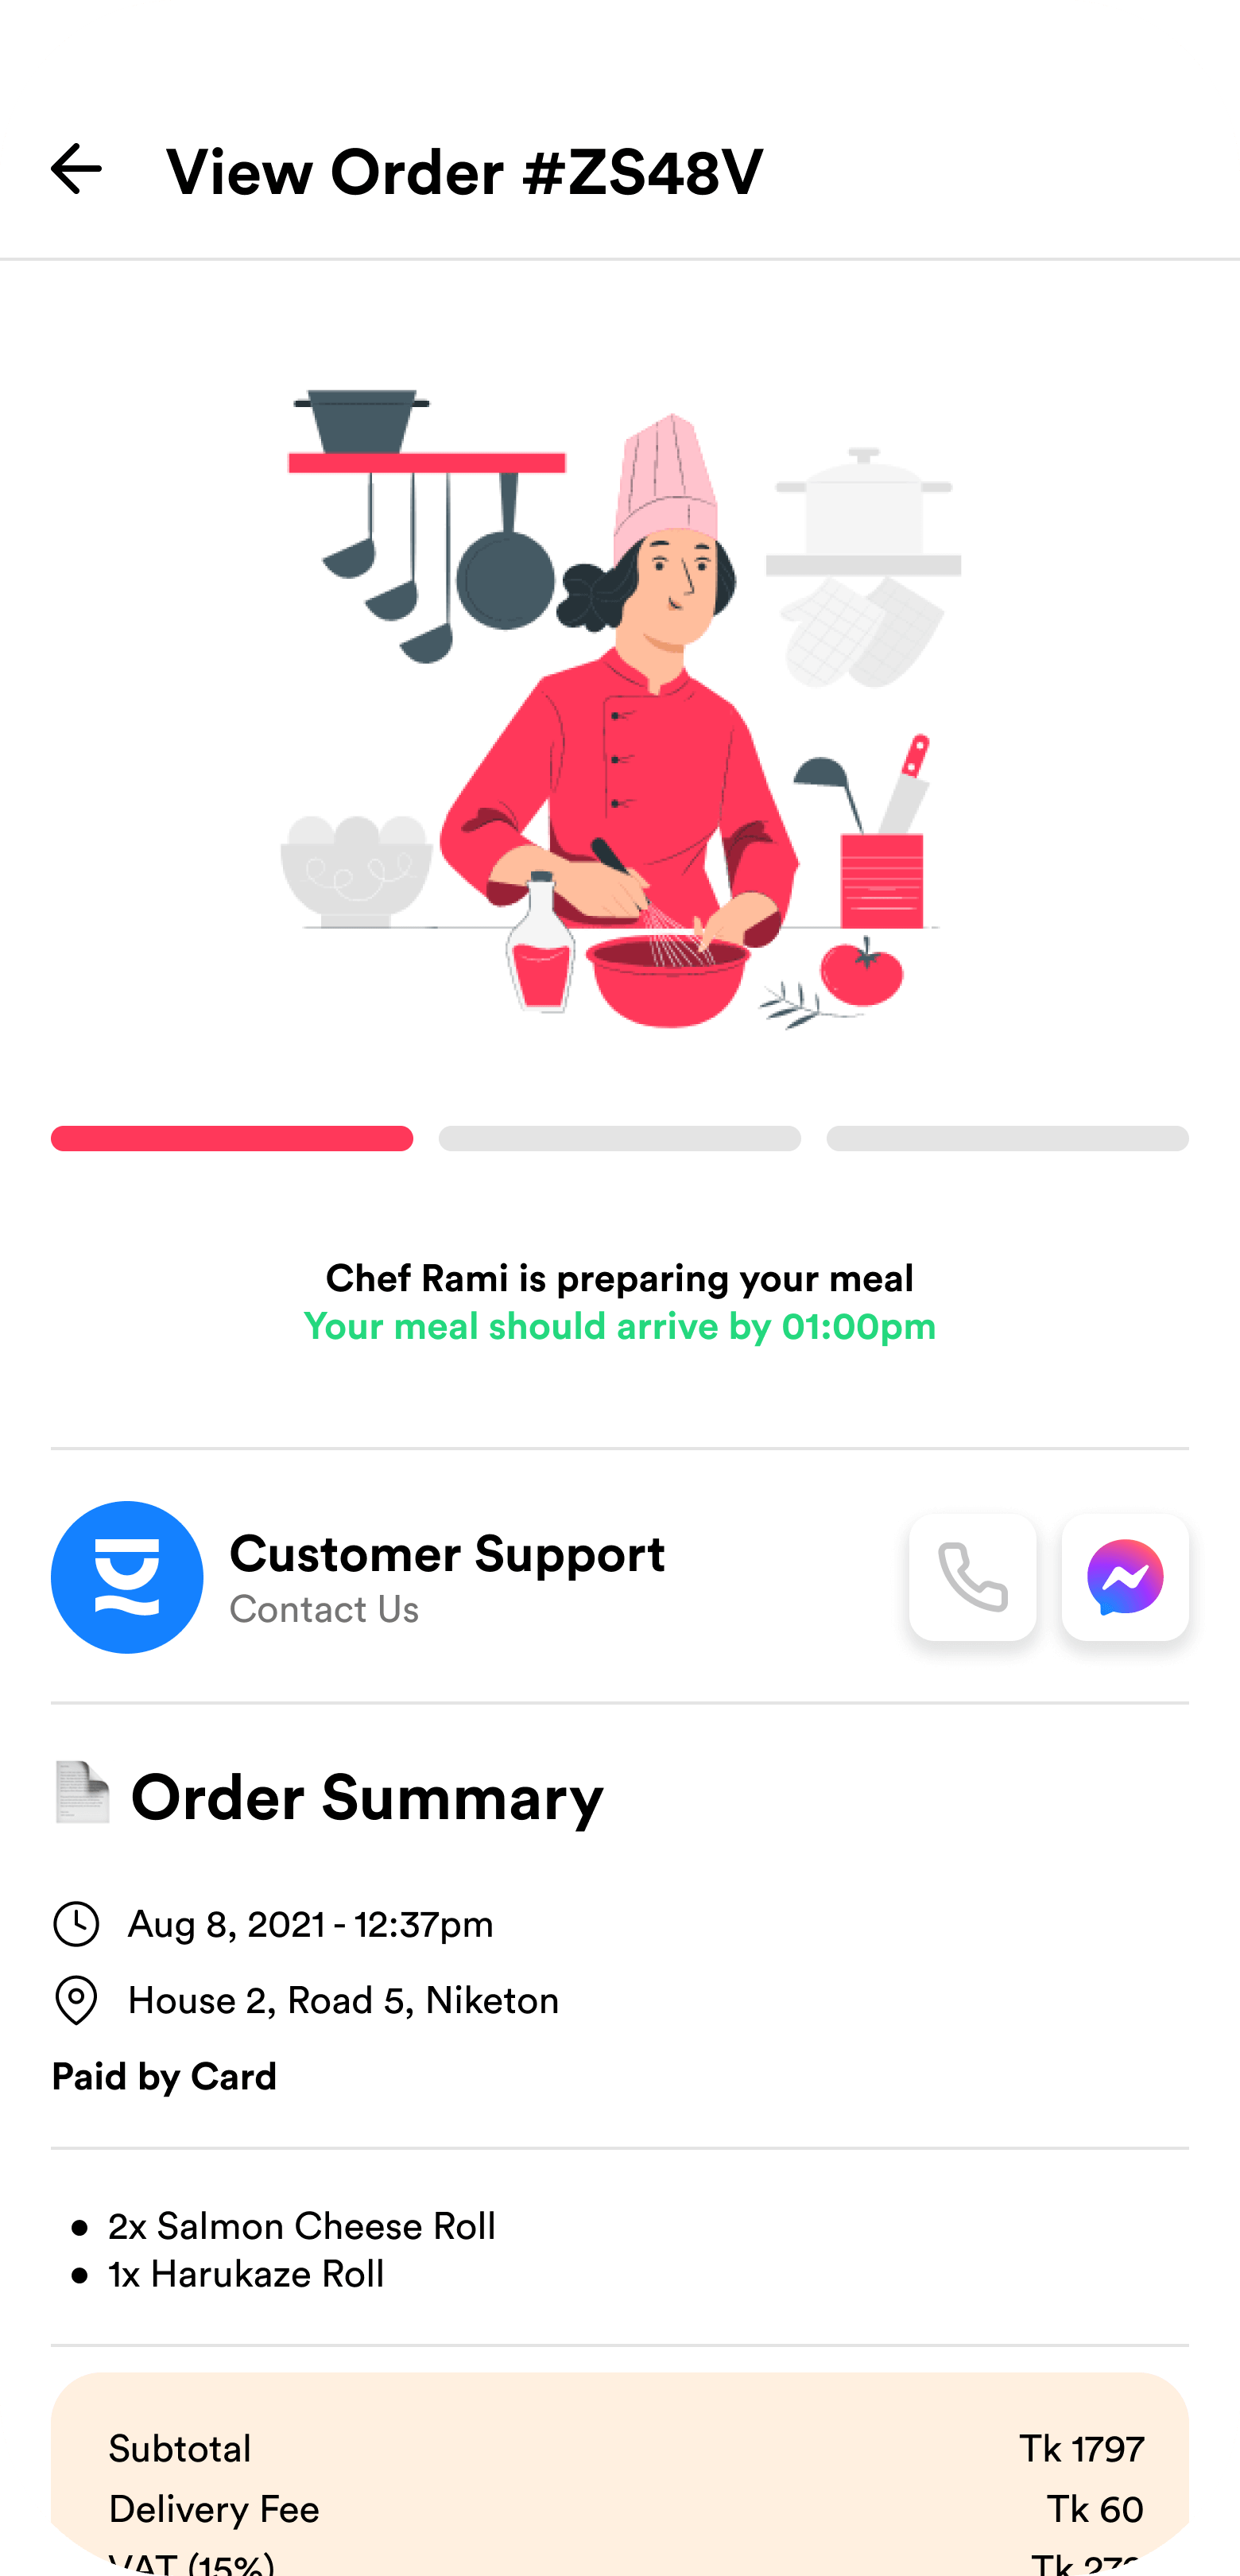 View Order #ZS48V
Chef Rami is preparing your meal
Your meal should arrive by 01:00pm
Customer Support
Contact Us
Order Summary
Aug 8, 2021 - 12:37pm
House 2, Road 5, Niketon
Paid by Card
2x Salmon Cheese Roll
1x Harukaze Roll
Subtotal Tk 1797
Delivery Fee Tk 60
VAT (15%) Tk